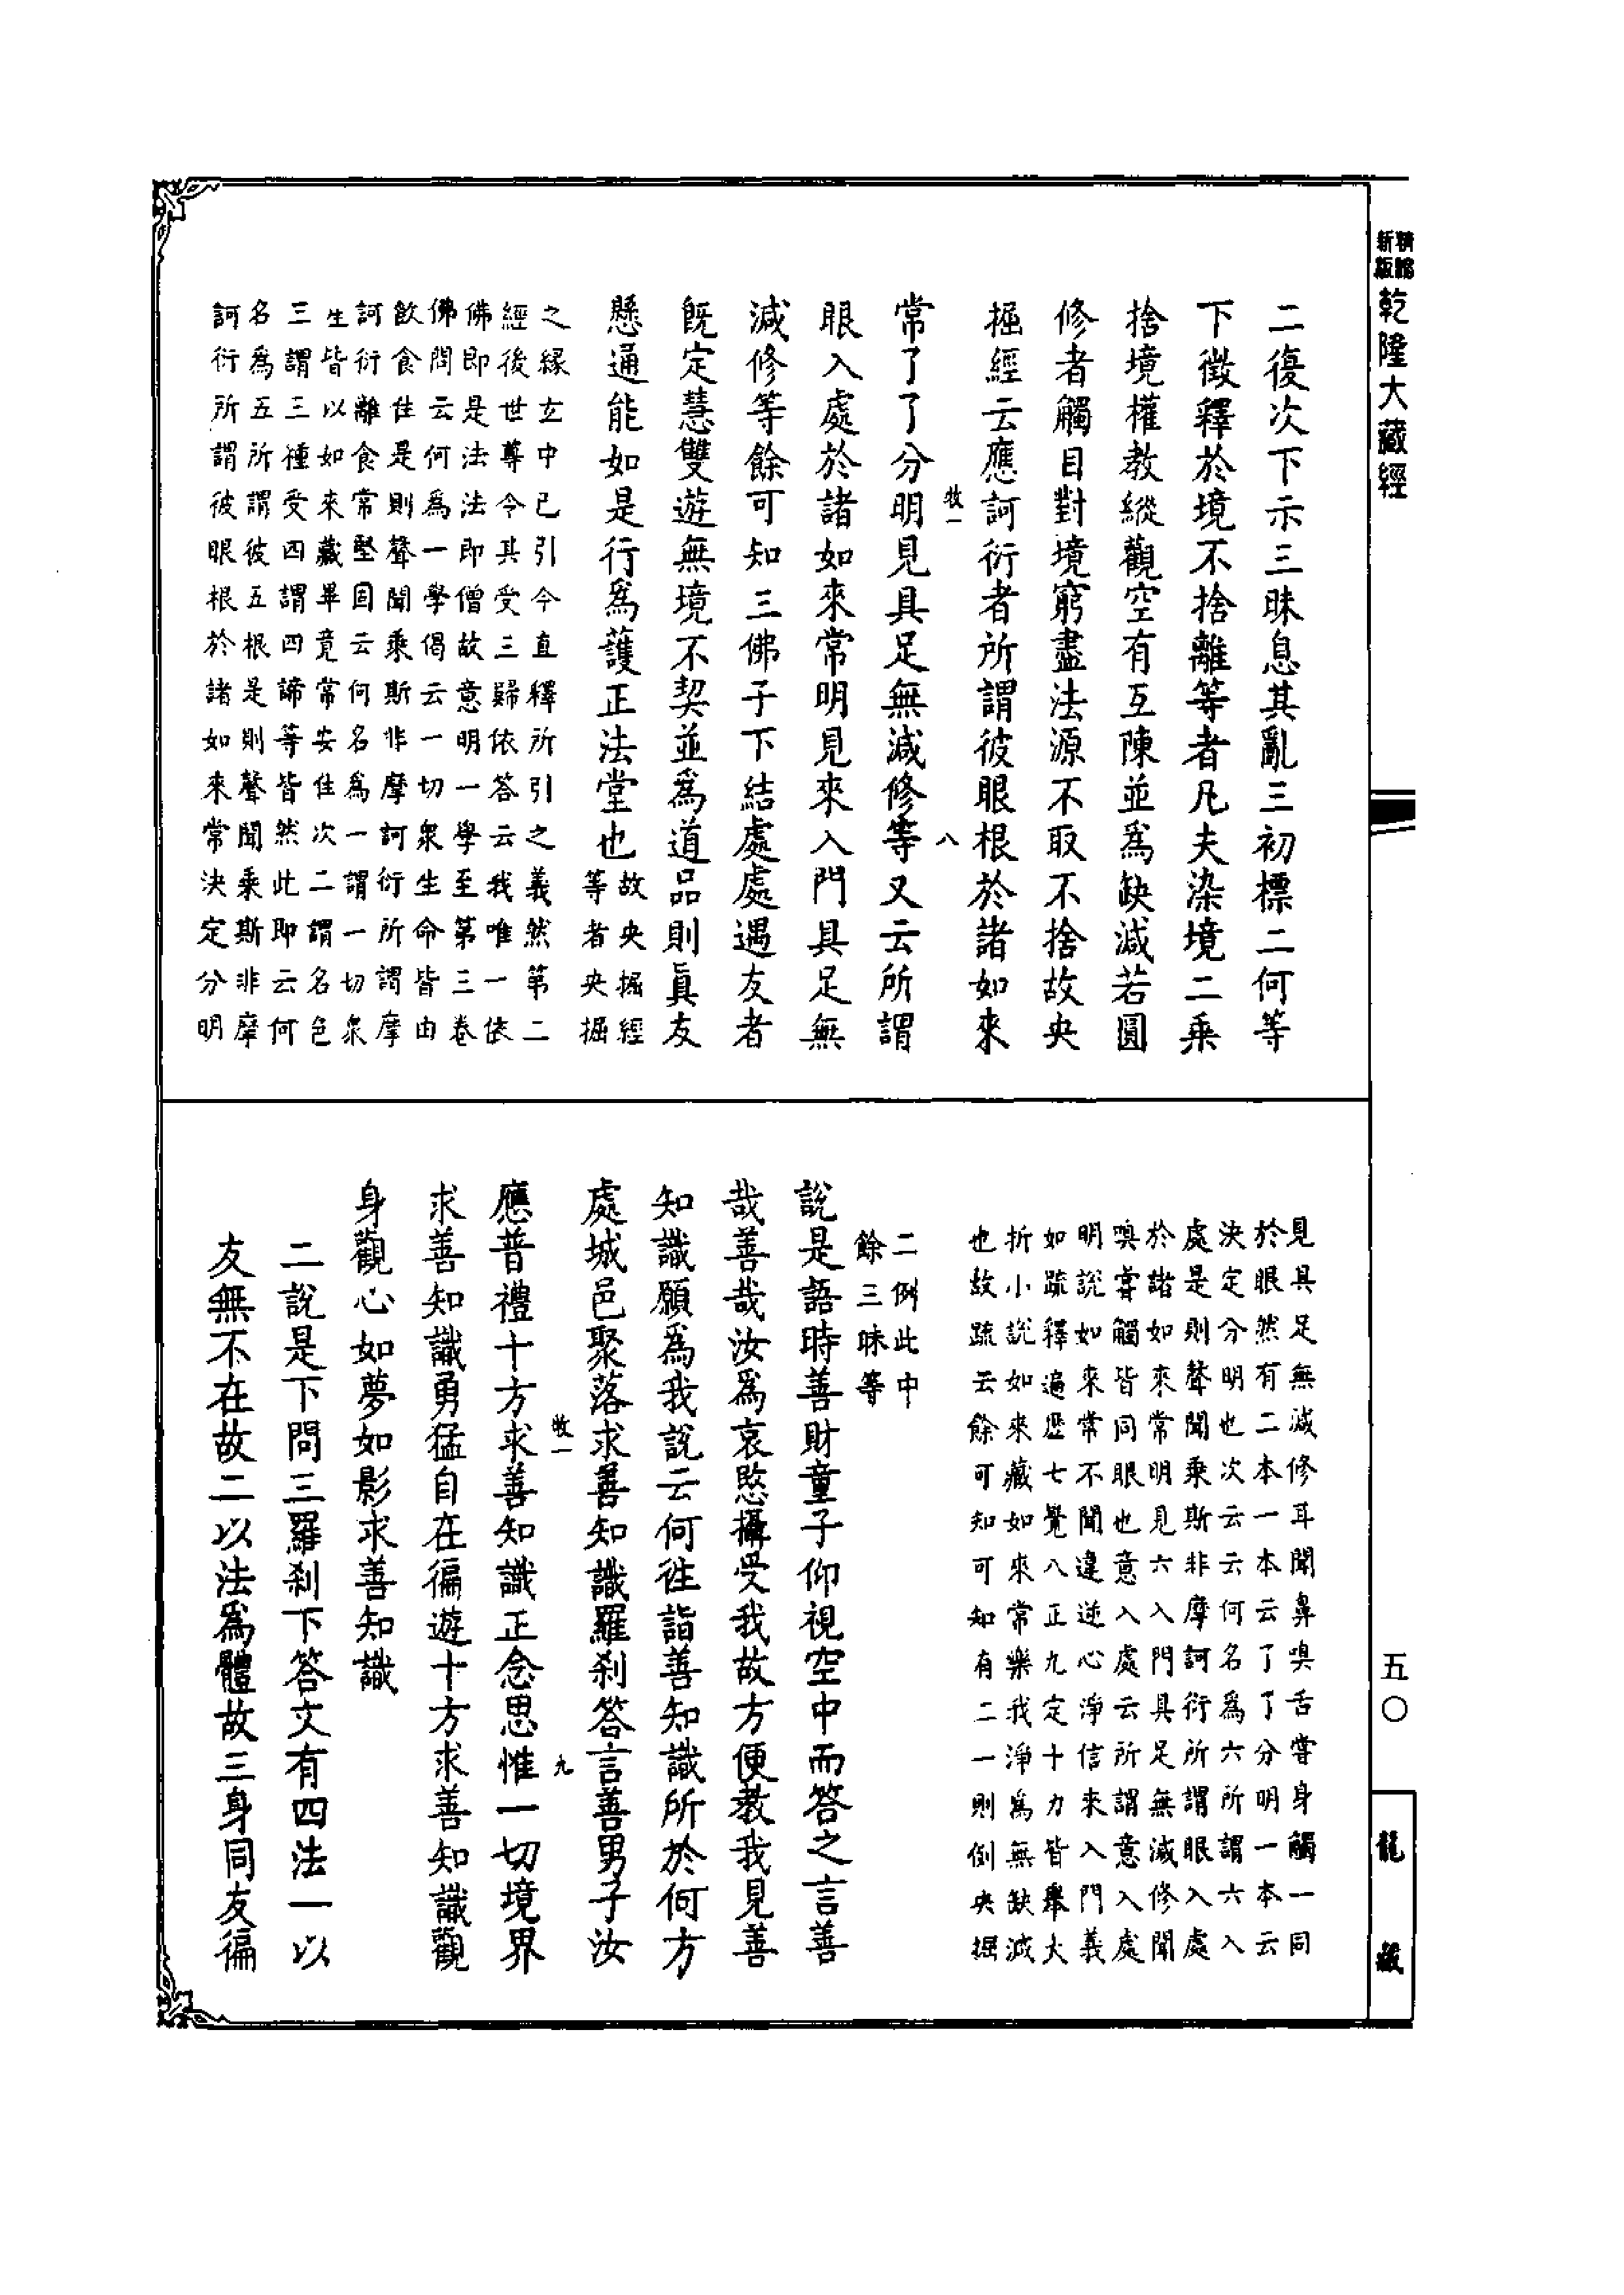 新版
精縮
乾隆大藏經
二復次下示三昧息其亂三初標二何等
下徵釋於境不捨離等者凡夫染境二乘
捨境權教縱觀空有互陳並爲缺減若圓
修者觸目對境窮盡法源不取不捨故央
掘經云應訶衍者所謂彼眼根於諸如來
牧一
八
常了了分明見具足無減修等又云所謂
眼入處於諸如來常明見來入門具足無
減修等餘可知三佛子下結處處遇友者
旣定慧雙遊無境不契並爲道品則眞友
懸通能如是行爲護正法堂也
故央掘經
等者央掘
之緣玄中已引今直釋所引之義然第二
經後世尊令其受三歸依答云我唯一依
佛即是法法即僧故意明一學至第三卷
佛問云何爲一學偈云一切衆生命皆由
飲食住是則聲聞乘斯非摩訶衍所謂摩
訶衍離食常堅固云何名爲一謂一切衆
生皆以如來藏畢竟常安住次二謂名色
三謂三種受四謂四諦等皆然此即云何
名爲五所謂彼五根是則聲聞乘斯非摩
訶衍所謂彼眼根於諸如來常決定分明
見具足無減修耳聞鼻嗅舌嘗身觸一同
於眼然有二本一本云了了分明一本云
決定分明也次云云何名爲六所謂六入
處是則聲聞乘斯非摩訶衍所謂眼入處
於諸如來常明見六入門具足無減修聞
嗅嘗觸皆同眼也意入處云所謂意入處
明說如來常不聞違逆心淨信來入門義
如疏釋遍歷七覺八正九定十力皆舉大
折小說如來藏如來常樂我淨爲無缺減
也故疏云餘可知可知有二一則倒央掘
二例此中
餘三昧等
說是語時善財童子仰視空中而答之言善
哉善哉汝爲哀愍攝受我故方便教我見善
知識願爲我說云何往詣善知識所於何方
處城邑聚落求善知識羅刹答言善男子汝
牧一
九
應普禮十方求善知識正念思惟一切境界
求善知識勇猛自在徧遊十方求善知識觀
身觀心如夢如影求善知識
二說是下問三羅刹下答文有四法一以
友無不在故二以法爲體故三身同友徧
五〇
龍藏